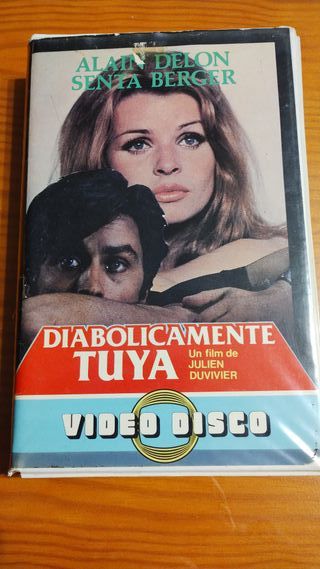 ALAIN DELON
SENTA BERGER
DIABOLICAMENTE
TUYA
Un film de
JULIEN
DUVIVIER
VIDEO DISCO